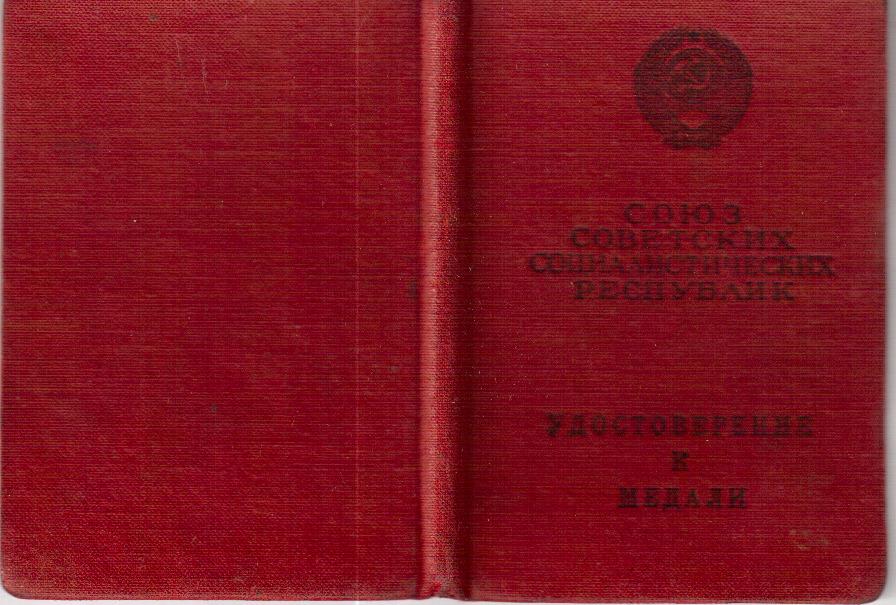 СОЮЗ
СОВЕТСКИХ
СОЦИАЛИСТИЧЕСКИХ
РЕСПУБЛИК
УДОСТОВЕРЕНИЕ
К
МЕДАЛИ